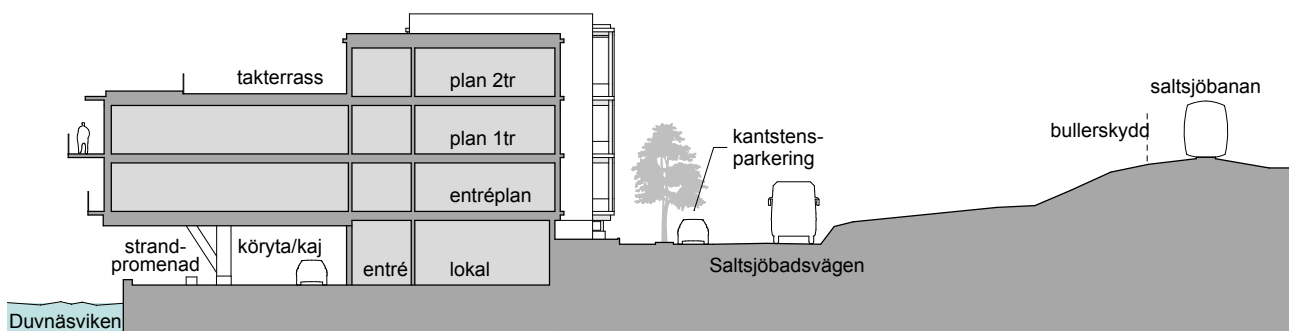 takterrass
plan 2tr
saltsjöbanan
plan 1tr
kantstens-
parkering
bullerskydd
entréplan
strand-
promenad
köryta/kaj
entré
lokal
Saltsjöbadsvägen
Duvnäsviken